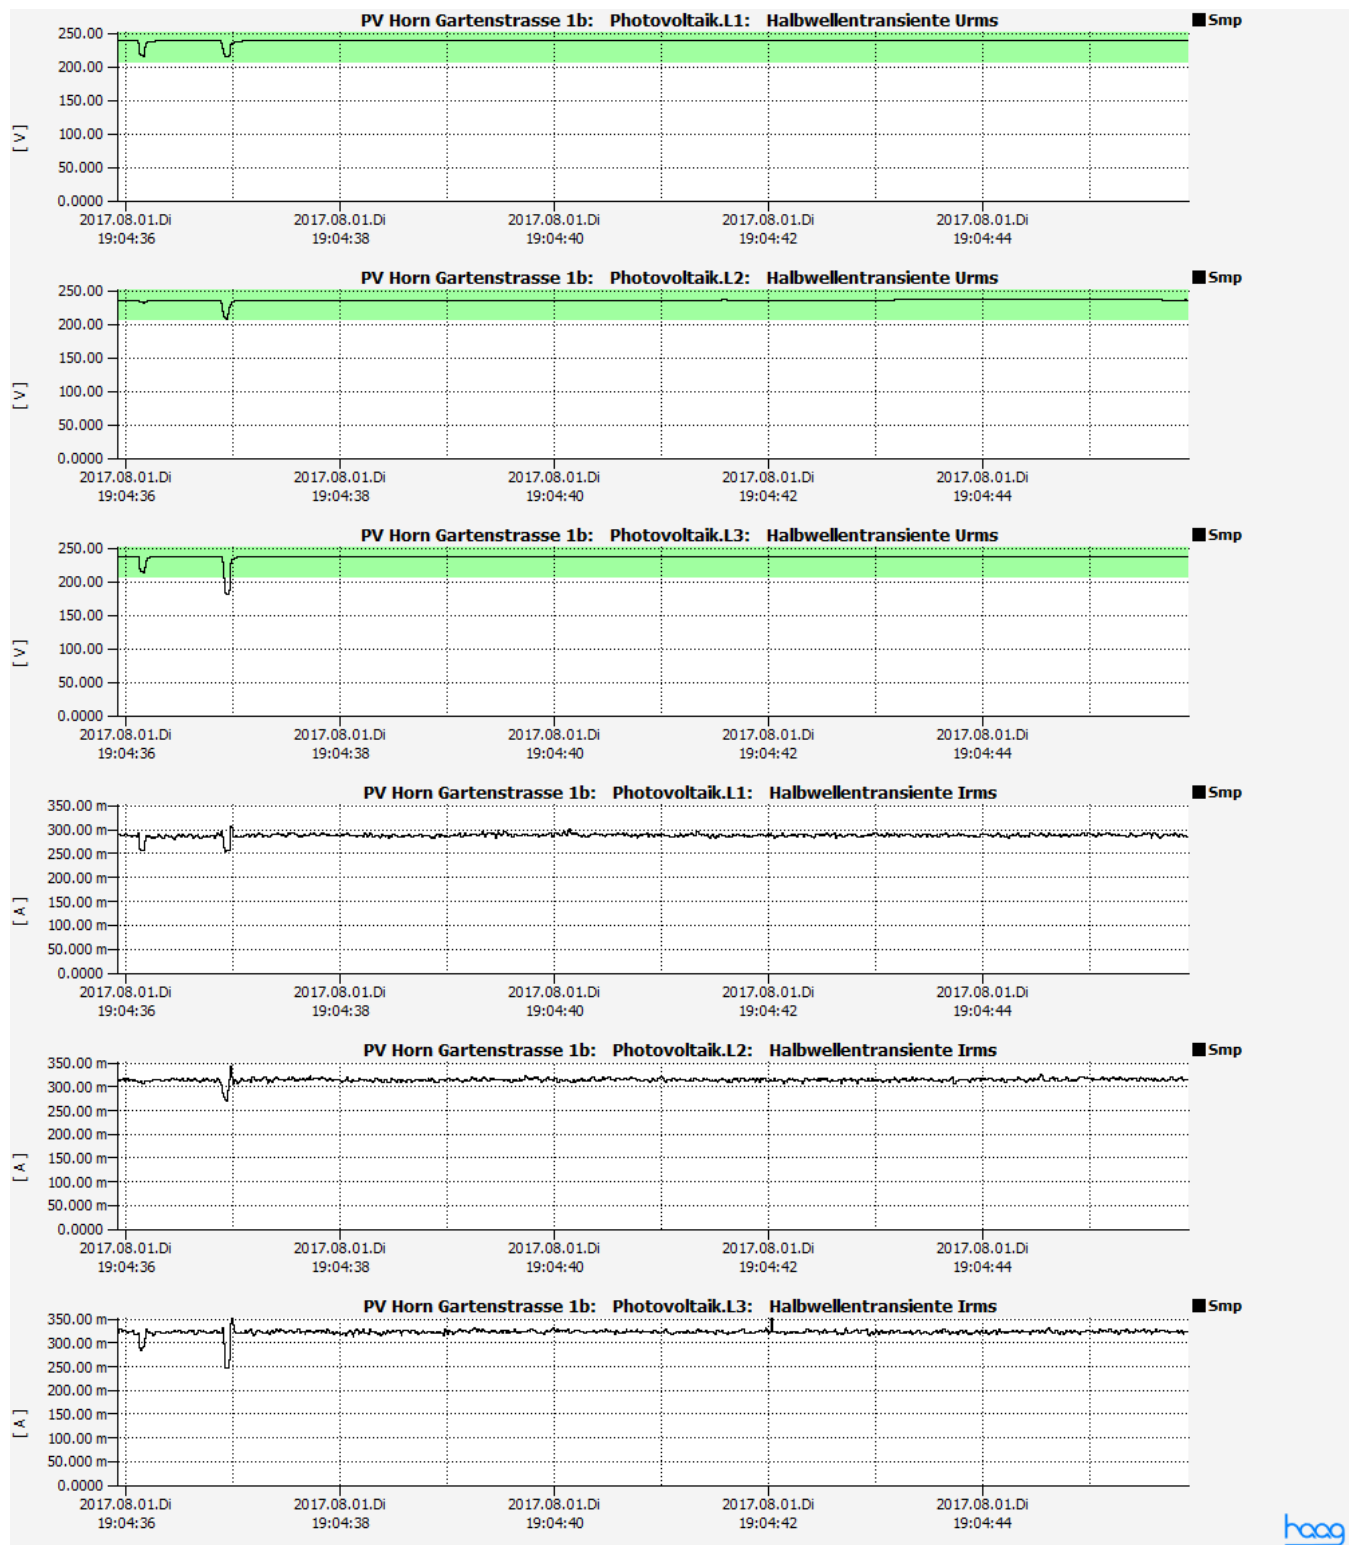 PV Horn Gartenstrasse 1b: Photovoltaik.L1: Halbwellentransiente Urms
Smp
250.00
200.00
150.00
100.00
50.000
0.0000
[ V ]
2017.08.01.Di 2017.08.01.Di 2017.08.01.Di 2017.08.01.Di 2017.08.01.Di
19:04:36 19:04:38 19:04:40 19:04:42 19:04:44
PV Horn Gartenstrasse 1b: Photovoltaik.L2: Halbwellentransiente Urms
Smp
250.00
200.00
150.00
100.00
50.000
0.0000
[ V ]
2017.08.01.Di 2017.08.01.Di 2017.08.01.Di 2017.08.01.Di 2017.08.01.Di
19:04:36 19:04:38 19:04:40 19:04:42 19:04:44
PV Horn Gartenstrasse 1b: Photovoltaik.L3: Halbwellentransiente Urms
Smp
250.00
200.00
150.00
100.00
50.000
0.0000
[ V ]
2017.08.01.Di 2017.08.01.Di 2017.08.01.Di 2017.08.01.Di 2017.08.01.Di
19:04:36 19:04:38 19:04:40 19:04:42 19:04:44
PV Horn Gartenstrasse 1b: Photovoltaik.L1: Halbwellentransiente Irms
Smp
350.00 m
300.00 m
250.00 m
200.00 m
150.00 m
100.00 m
50.000 m
0.0000
[ A ]
2017.08.01.Di 2017.08.01.Di 2017.08.01.Di 2017.08.01.Di 2017.08.01.Di
19:04:36 19:04:38 19:04:40 19:04:42 19:04:44
PV Horn Gartenstrasse 1b: Photovoltaik.L2: Halbwellentransiente Irms
Smp
350.00 m
300.00 m
250.00 m
200.00 m
150.00 m
100.00 m
50.000 m
0.0000
[ A ]
2017.08.01.Di 2017.08.01.Di 2017.08.01.Di 2017.08.01.Di 2017.08.01.Di
19:04:36 19:04:38 19:04:40 19:04:42 19:04:44
PV Horn Gartenstrasse 1b: Photovoltaik.L3: Halbwellentransiente Irms
Smp
350.00 m
300.00 m
250.00 m
200.00 m
150.00 m
100.00 m
50.000 m
0.0000
[ A ]
2017.08.01.Di 2017.08.01.Di 2017.08.01.Di 2017.08.01.Di 2017.08.01.Di
19:04:36 19:04:38 19:04:40 19:04:42 19:04:44
haag